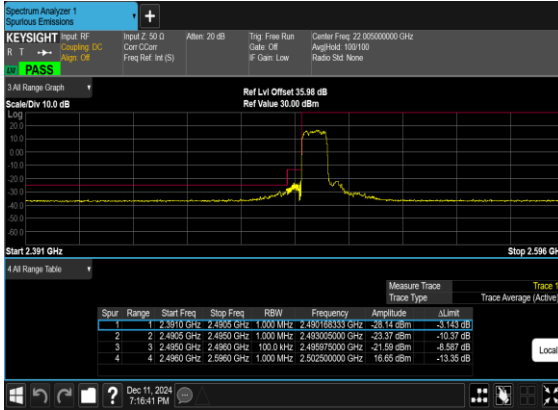 Spectrum Analyzer 1
Spurious Emissions
+
KEYSIGHT Input: RF Input Z: 50 Ω Atten: 20 dB Trig: Free Run Center Freq: 22.005000000 GHz
R T Coupling: DC Corr CCorr Gate: Off Avg|Hold: 100/100
Align: Off Freq Ref: Int (S) IF Gain: Low Radio Std: None
PASS
3 All Range Graph Ref Lvl Offset 35.98 dB
Scale/Div 10.0 dB Ref Value 30.00 dBm
Log
20.0
10.0
0.00
-10.0
-20.0
-30.0
-40.0
-50.0
-60.0
Start 2.391 GHz Stop 2.596 GH
4 All Range Table
Measure Trace Trace 1
Trace Type Trace Average (Active)
Spur Range Start Freq Stop Freq RBW Frequency Amplitude ΔLimit
1 1 2.3910 GHz 2.4905 GHz 1.000 MHz 2.490168333 GHz -28.14 dBm -3.143 dB
2 2 2.4905 GHz 2.4950 GHz 1.000 MHz 2.493005000 GHz -23.37 dBm -10.37 dB
3 3 2.4950 GHz 2.4960 GHz 100.0 kHz 2.495975000 GHz -21.59 dBm -8.587 dB
4 4 2.4960 GHz 2.5960 GHz 1.000 MHz 2.502500000 GHz 16.65 dBm -13.35 dB
Local
? Dec 11, 2024
7:16:41 PM